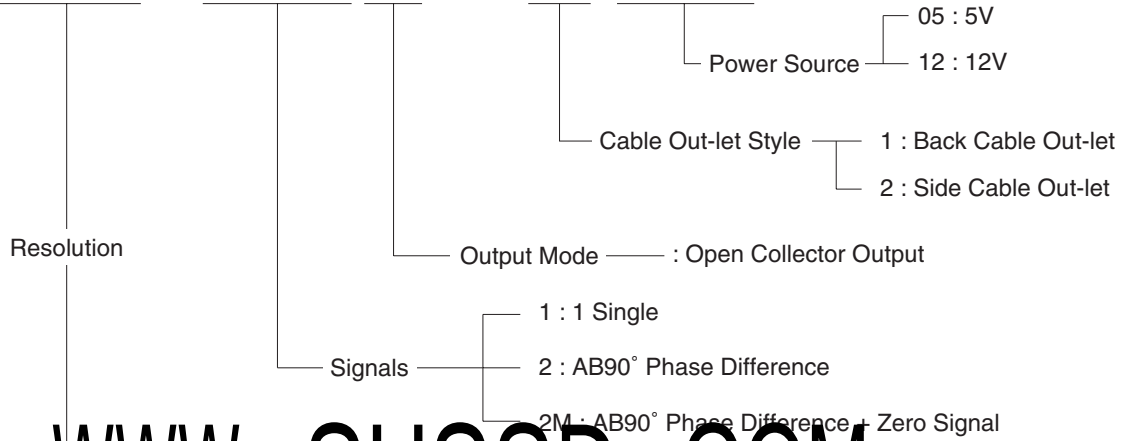 05 : 5V
Power Source
12 : 12V
Cable Out-let Style
1 : Back Cable Out-let
2 : Side Cable Out-let
Resolution
Output Mode
: Open Collector Output
1 : 1 Single
Signals
2 : AB90° Phase Difference
2M : AB90° Phase Difference + Zero Signal